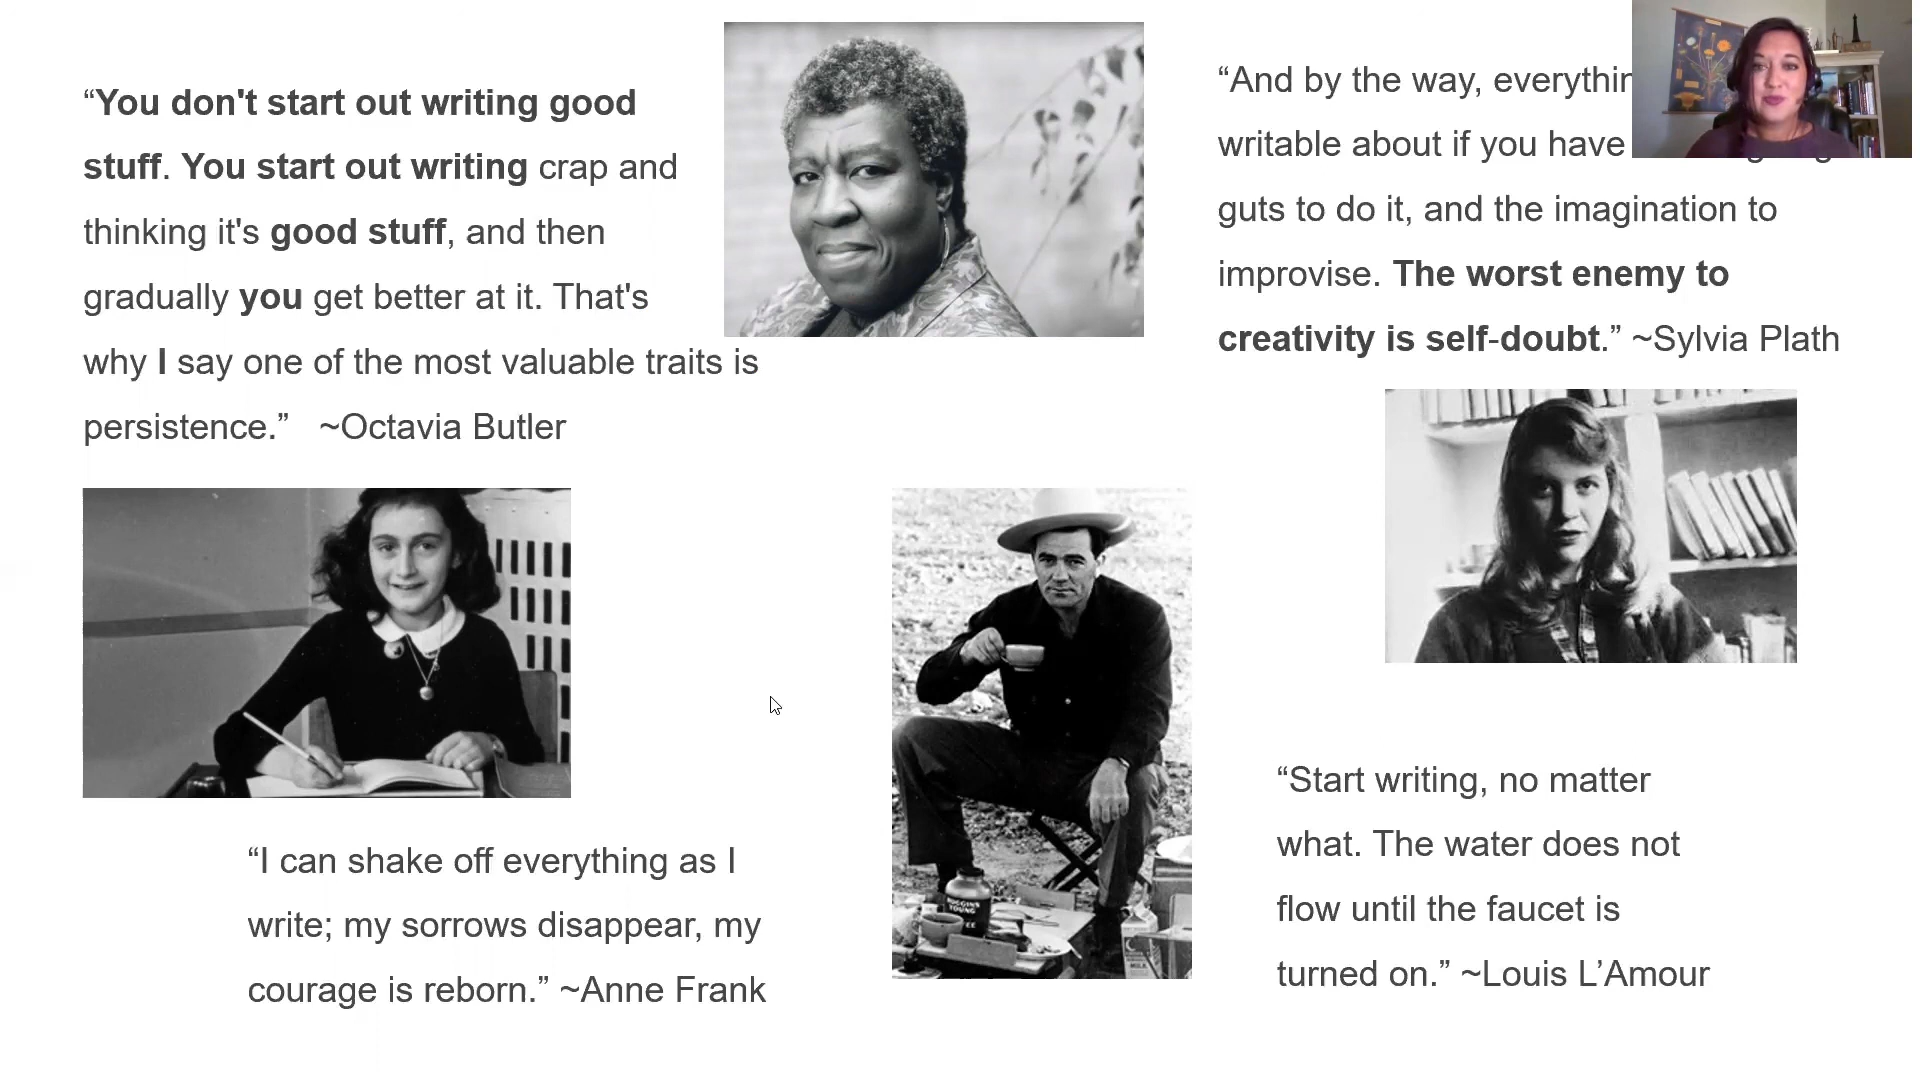 “You don't start out writing good
stuff. You start out writing crap and
thinking it's good stuff, and then
gradually you get better at it. That's
why I say one of the most valuable traits is
persistence.” ~Octavia Butler
“And by the way, everythin
writable about if you have
guts to do it, and the imagination to
improvise. The worst enemy to
creativity is self-doubt.” ~Sylvia Plath
“I can shake off everything as I
write; my sorrows disappear, my
courage is reborn.” ~Anne Frank
HUGGINS
YOUNG
MILK
“Start writing, no matter
what. The water does not
flow until the faucet is
turned on.” ~Louis L’Amour